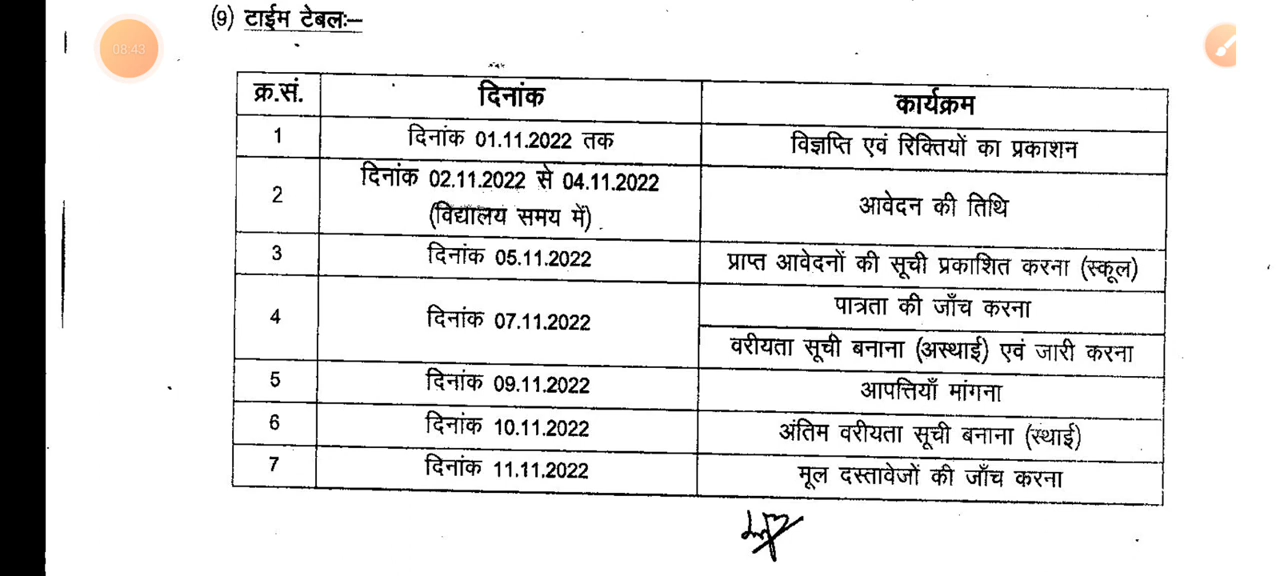 (9) टाईम टेबलः–
08:43
क्र.सं. दिनांक कार्यक्रम
1 दिनांक 01.11.2022 तक विज्ञप्ति एवं रिक्तियों का प्रकाशन
2 दिनांक 02.11.2022 से 04.11.2022 आवेदन की तिथि
(विद्यालय समय में)
3 दिनांक 05.11.2022 प्राप्त आवेदनों की सूची प्रकाशित करना (स्कूल)
4 दिनांक 07.11.2022 पात्रता की जाँच करना
वरीयता सूची बनाना (अस्थाई) एवं जारी करना
5 दिनांक 09.11.2022 आपत्तियाँ मांगना
6 दिनांक 10.11.2022 अंतिम वरीयता सूची बनाना (स्थाई)
7 दिनांक 11.11.2022 मूल दस्तावेजों की जाँच करना